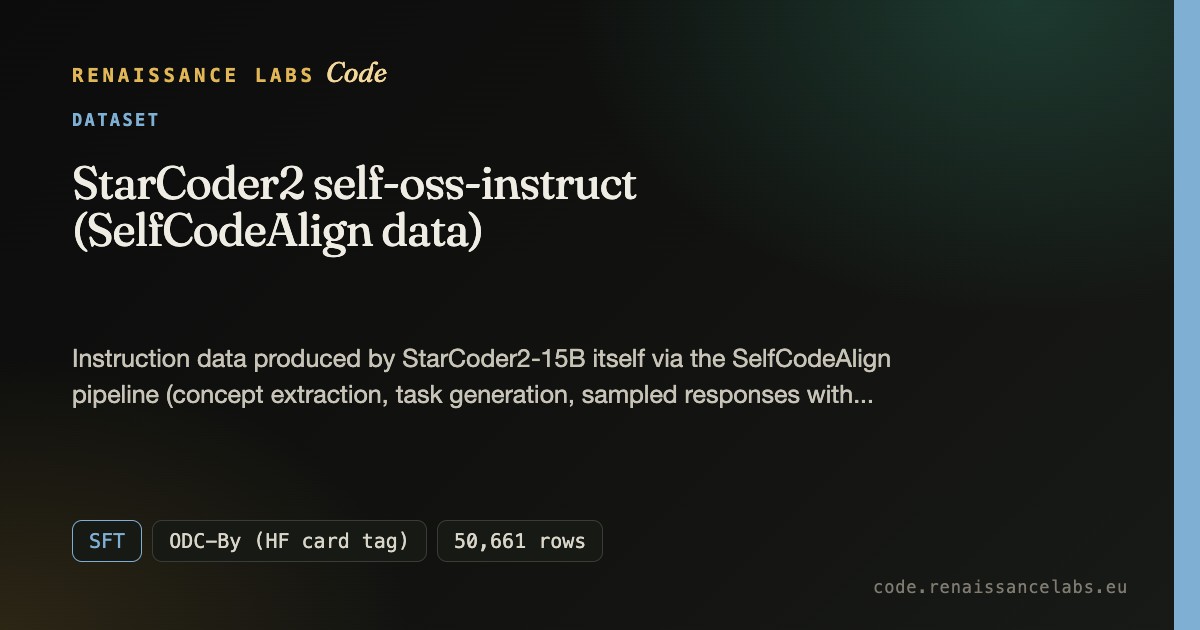 RENAISSANCE LABS Code
DATASET
StarCoder2 self-oss-instruct
(SelfCodeAlign data)
Instruction data produced by StarCoder2-15B itself via the SelfCodeAlign
pipeline (concept extraction, task generation, sampled responses with...
SFT
ODC-By (HF card tag)
50,661 rows
code.renaissancelabs.eu